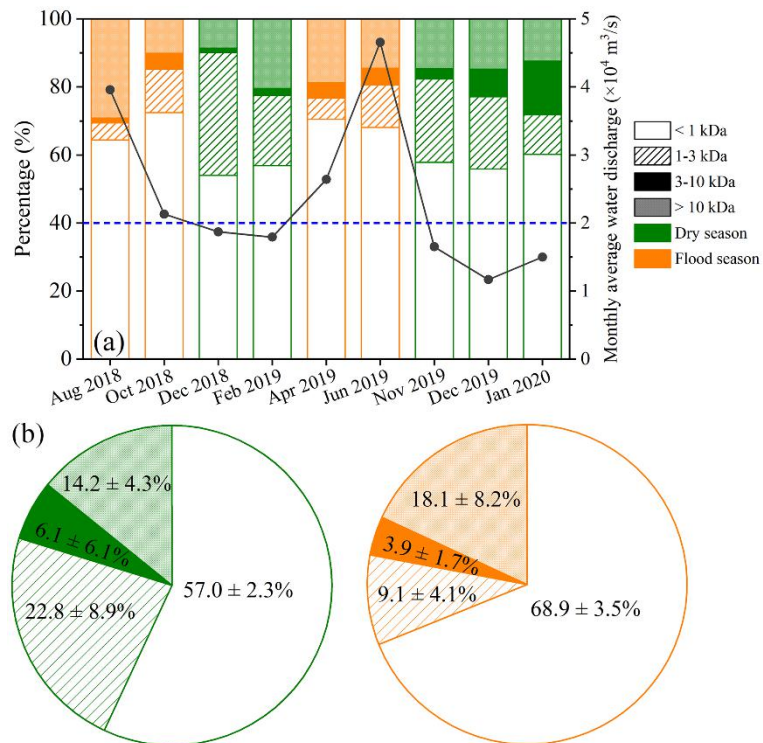 Percentage (%)
100
80
60
40
20
0
(a)
5
4
3
2
1
0
Monthly average water discharge (×10⁴ m³/s)
Aug 2018
Oct 2018
Dec 2018
Feb 2019
Apr 2019
Jun 2019
Nov 2019
Dec 2019
Jan 2020
< 1 kDa
1-3 kDa
3-10 kDa
> 10 kDa
Dry season
Flood season
(b)
14.2 ± 4.3%
6.1 ± 6.1%
22.8 ± 8.9%
57.0 ± 2.3%
18.1 ± 8.2%
3.9 ± 1.7%
9.1 ± 4.1%
68.9 ± 3.5%